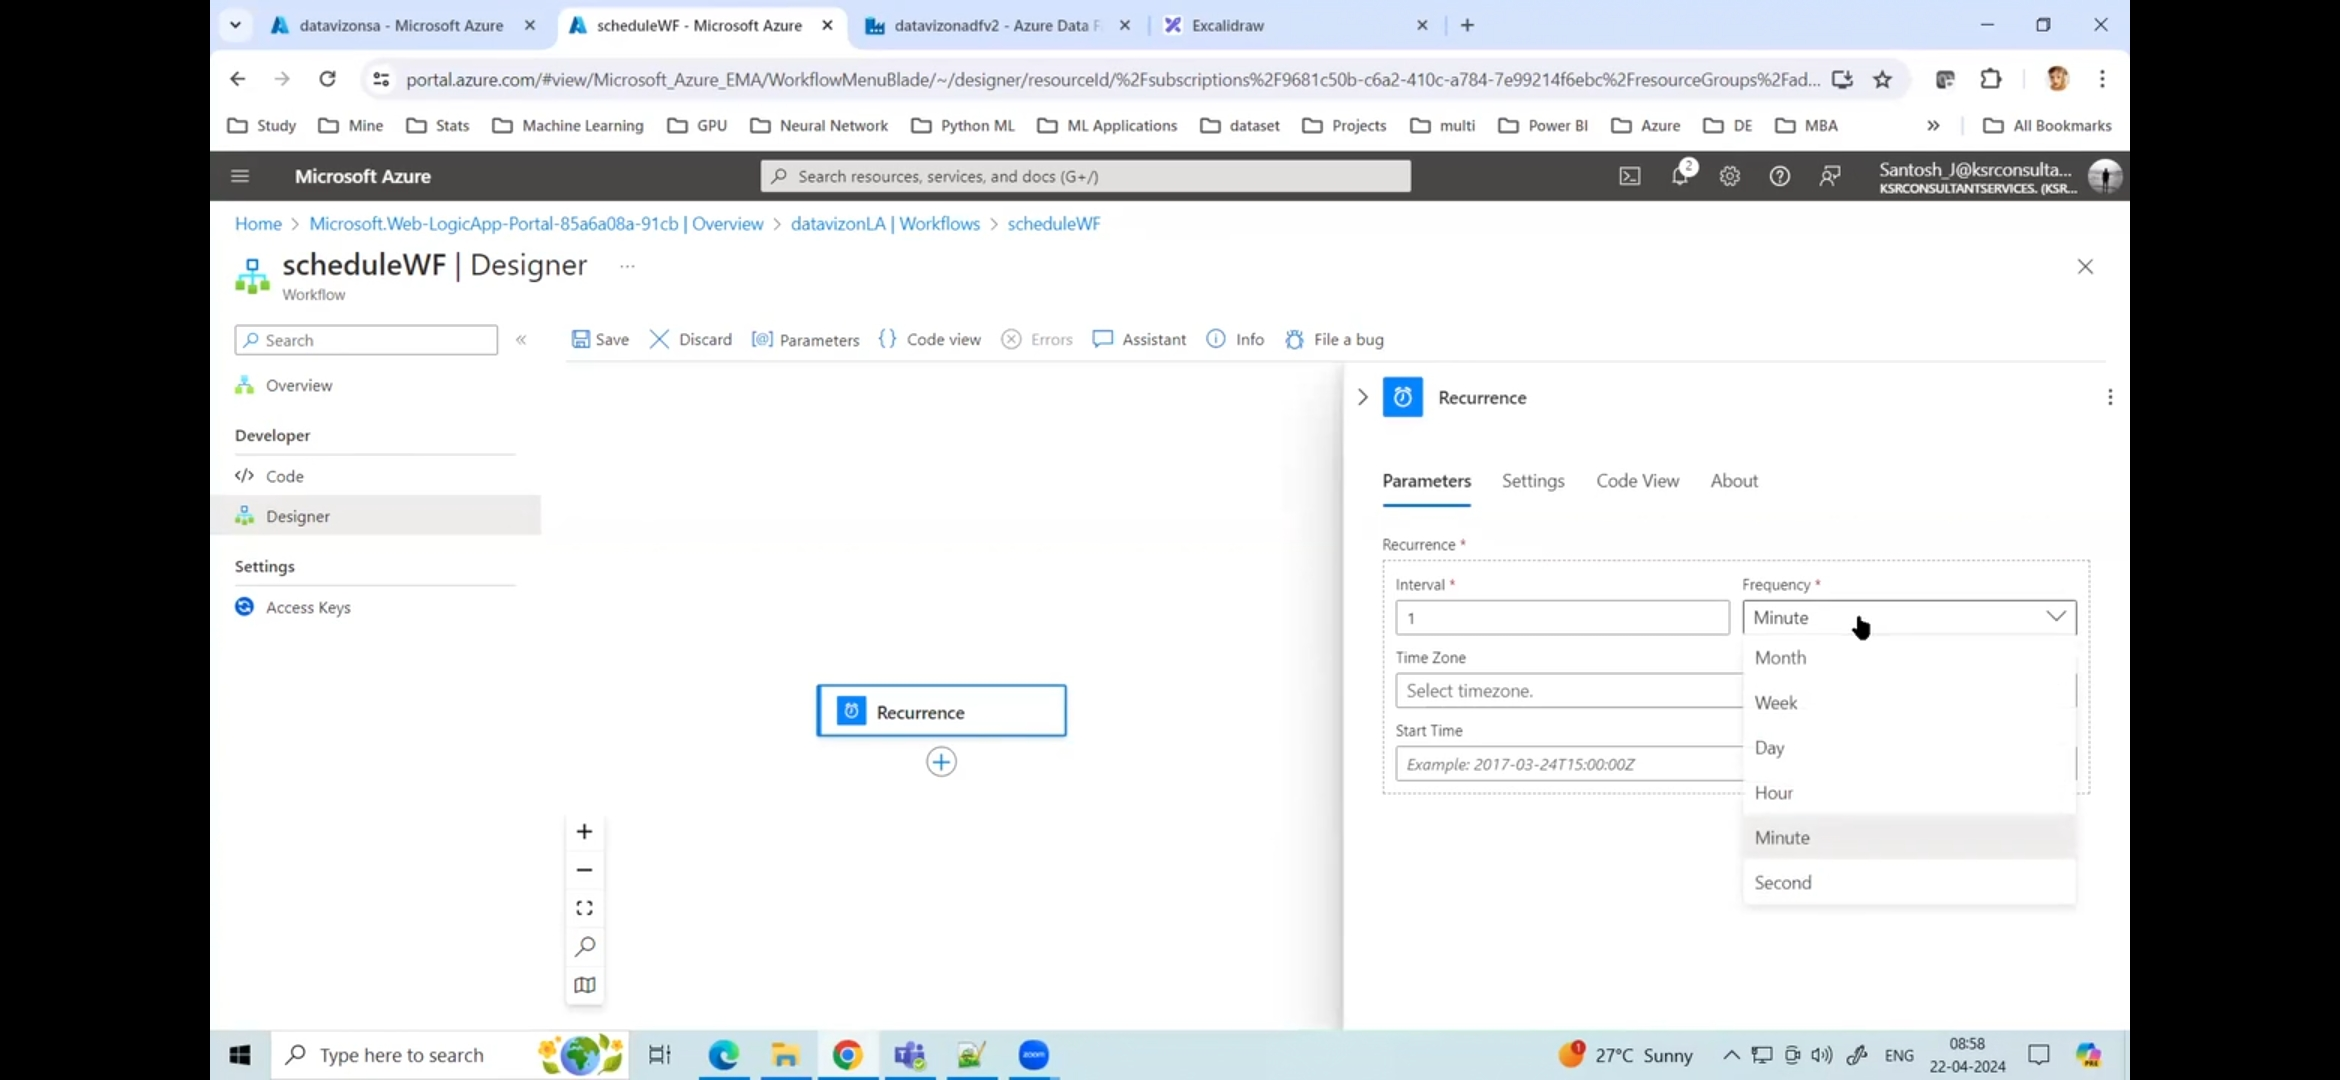 datavizonsa - Microsoft Azure
scheduleWF - Microsoft Azure
datavizonadfv2 - Azure Data F
Excalidraw
portal.azure.com/#view/Microsoft_Azure_EMA/WorkflowMenuBlade/~/designer/resourceId/%2Fsubscriptions%2F9681c50b-c6a2-410c-a784-7e99214f6ebc%2FresourceGroups%2Fad...
Study Mine Stats Machine Learning GPU Neural Network Python ML ML Applications dataset Projects multi Power BI Azure DE MBA » All Bookmarks
Microsoft Azure
Search resources, services, and docs (G+/)
2
Santosh_J@ksrconsulta...
KSRCONSULTANTSERVICES. (KSR...
Home > Microsoft.Web-LogicApp-Portal-85a6a08a-91cb | Overview > datavizonLA | Workflows > scheduleWF
scheduleWF | Designer ...
Workflow
Search «
Save Discard Parameters Code view Errors Assistant Info File a bug
Overview
Developer
Code
Designer
Settings
Access Keys
Recurrence
Recurrence
Parameters Settings Code View About
Recurrence *
Interval * Frequency *
1 Minute
Time Zone
Select timezone.
Start Time
Example: 2017-03-24T15:00:00Z
Month
Week
Day
Hour
Minute
Second
Type here to search
zoom
1
27°C Sunny
ENG
08:58
22-04-2024
PRE